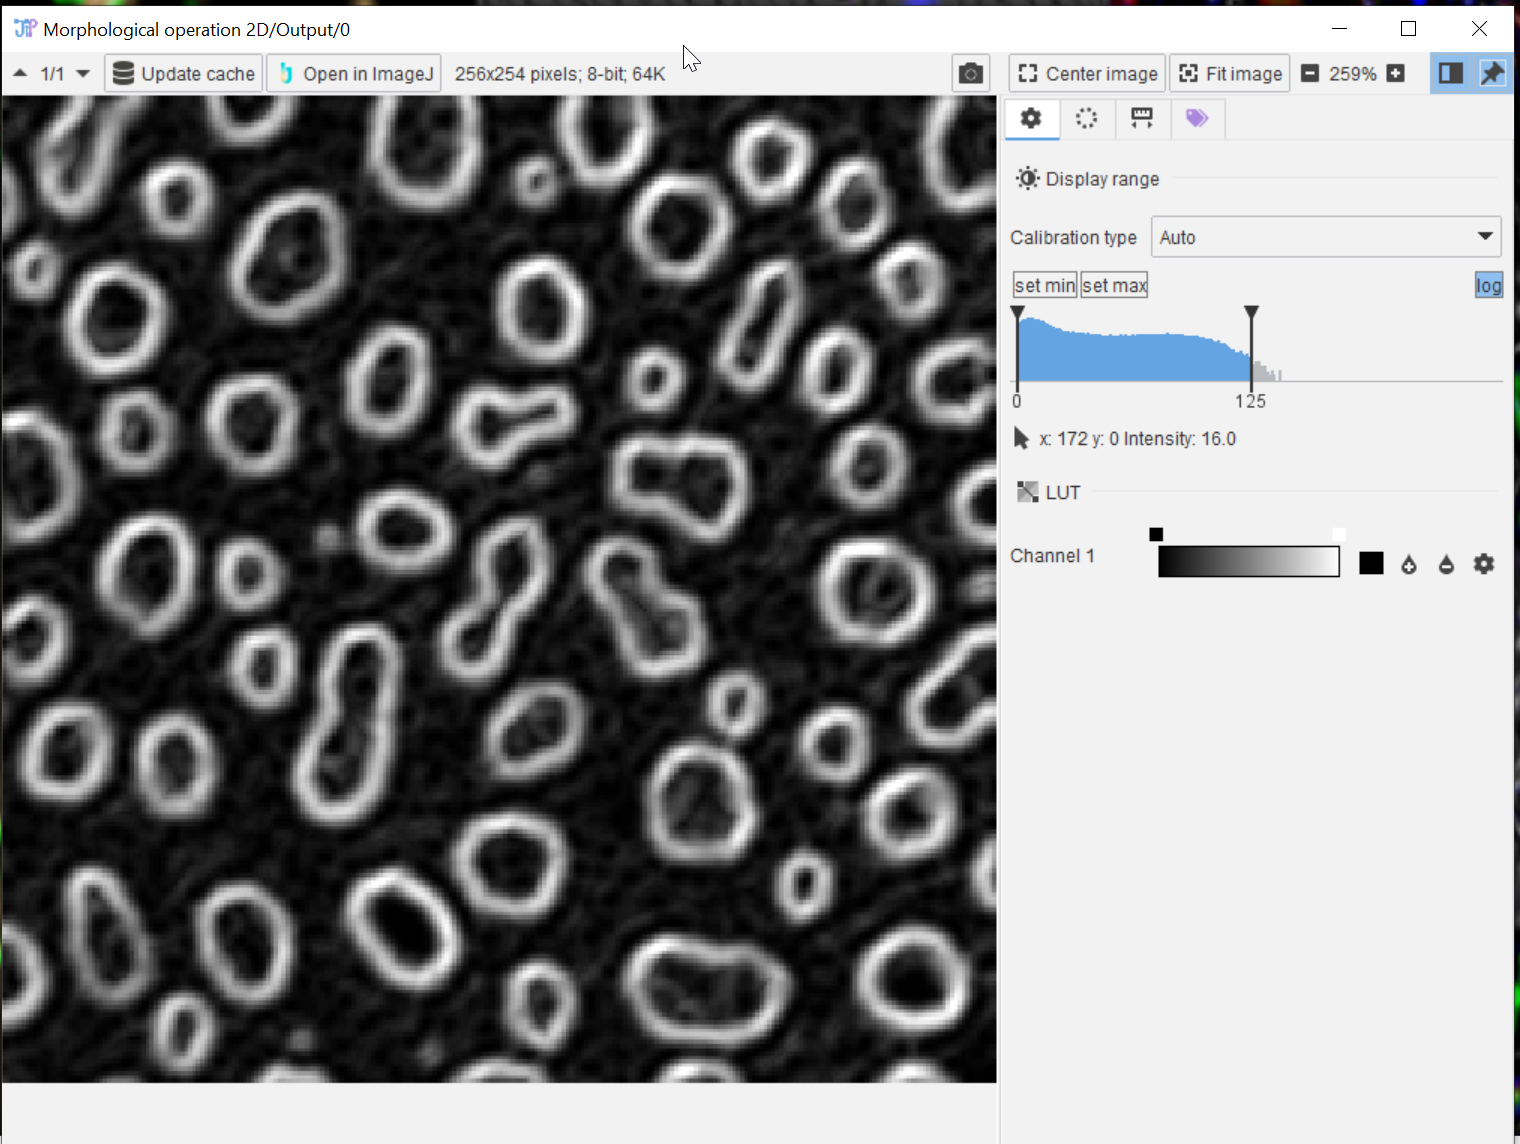 Morphological operation 2D/Output/0
1/1 Update cache Open in ImageJ 256x254 pixels; 8-bit; 64K Center image Fit image 259%
Display range
Calibration type Auto
set min set max log
0 125
x: 172 y: 0 Intensity: 16.0
LUT
Channel 1